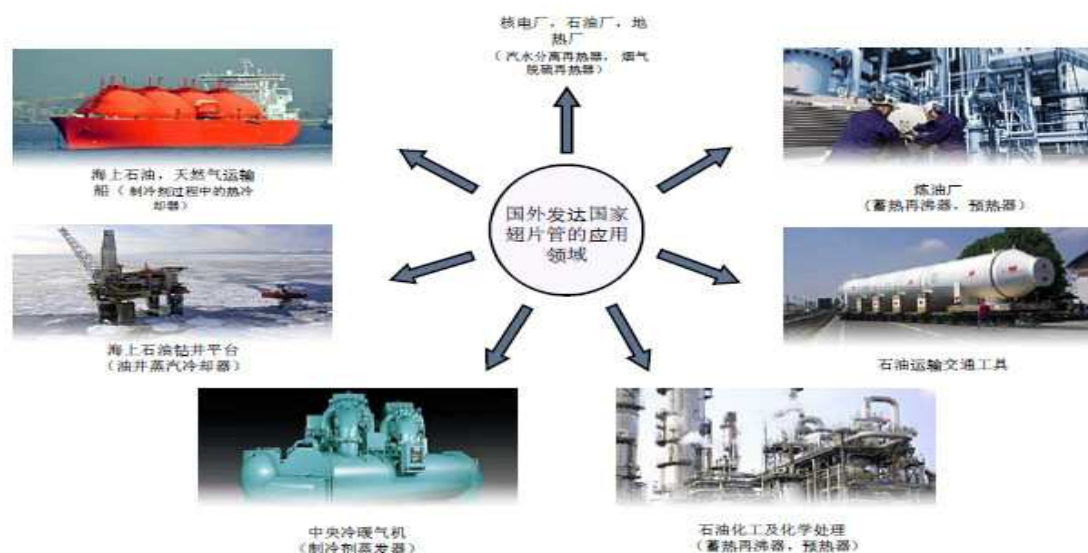 核电厂，石油厂，地
热厂
（汽水分离再热器，烟气
脱硫再热器）
海上石油，天然气运输
船（制冷剂过程中的热冷
却器）
炼油厂
（蓄热再沸器，预热器）
国外发达国家
翅片管的应用
领域
海上石油钻井平台
（油井蒸汽冷却器）
石油运输交通工具
中央冷暖气机
（制冷剂蒸发器）
石油化工及化学处理
（蓄热再沸器，预热器）